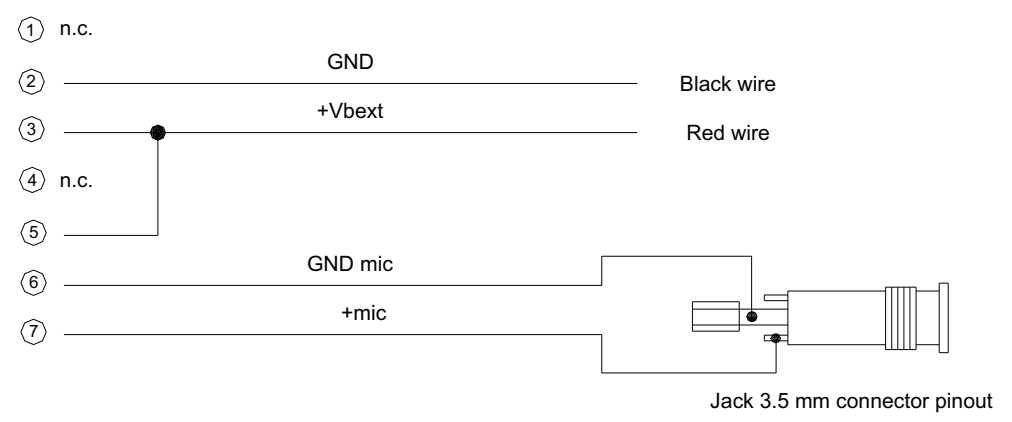 1 n.c.
GND
2 Black wire
+Vbext
3 Red wire
4 n.c.
5
GND mic
6
+mic
7
Jack 3.5 mm connector pinout